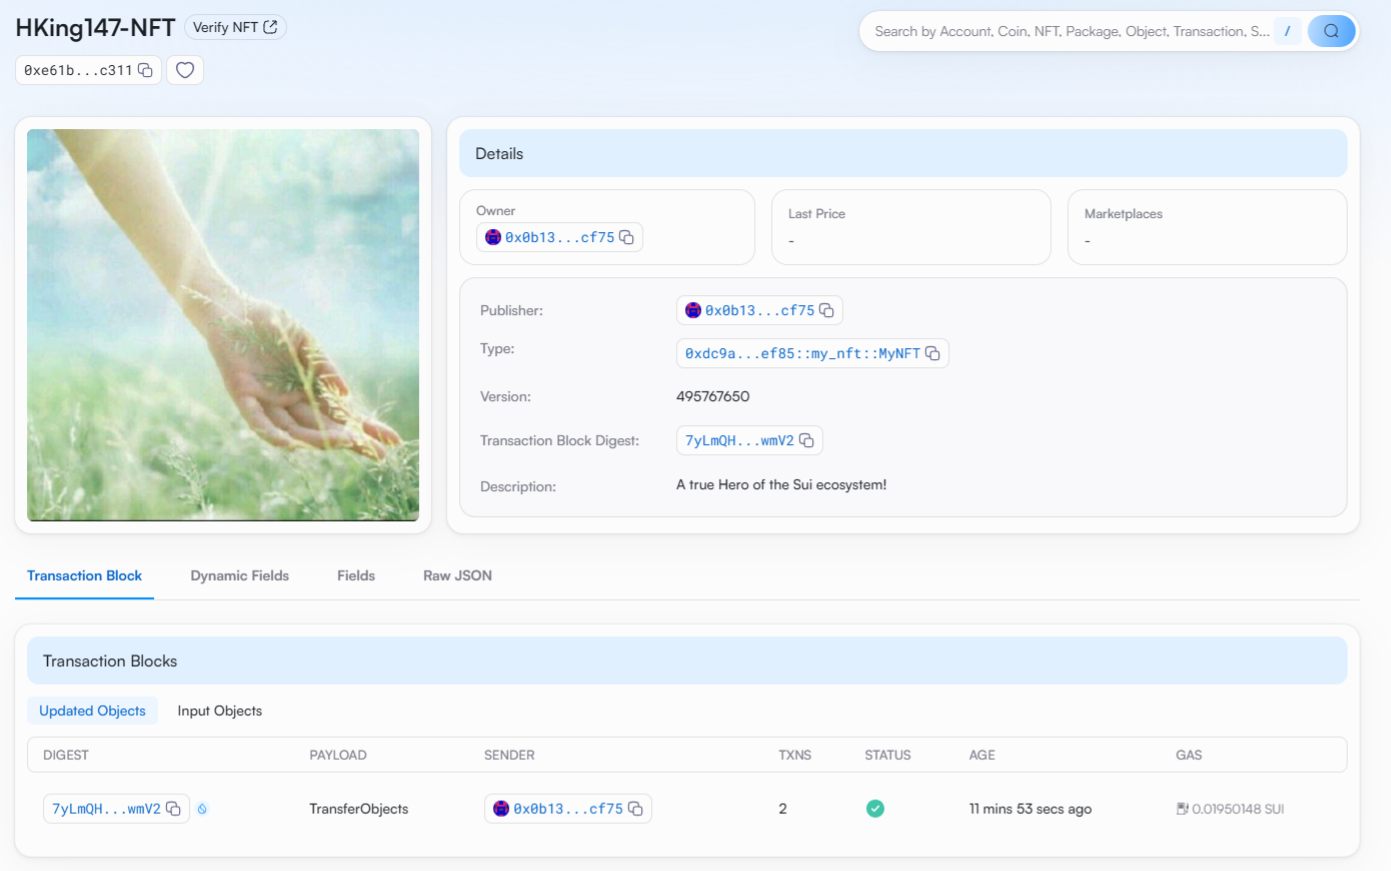 HKing147-NFT
Verify NFT
Search by Account, Coin, NFT, Package, Object, Transaction, S...
/
0xe61b...c311
Details
Owner
0x0b13...cf75
Last Price
-
Marketplaces
-
Publisher:
0x0b13...cf75
Type:
0xdc9a...ef85::my_nft::MyNFT
Version:
495767650
Transaction Block Digest:
7yLmQH...wmV2
Description:
A true Hero of the Sui ecosystem!
Transaction Block
Dynamic Fields
Fields
Raw JSON
Transaction Blocks
Updated Objects
Input Objects
DIGEST PAYLOAD SENDER TXNS STATUS AGE GAS
7yLmQH...wmV2 TransferObjects 0x0b13...cf75 2 11 mins 53 secs ago 0.01950148 SUI